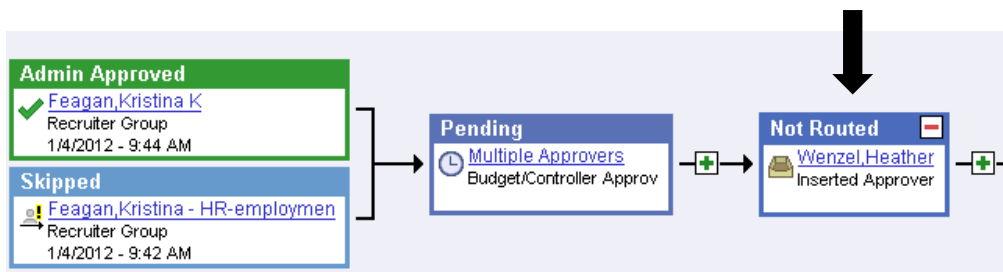 Admin Approved
Feagan,Kristina K
Recruiter Group
1/4/2012 - 9:44 AM
Skipped
Feagan,Kristina - HR-employmen
Recruiter Group
1/4/2012 - 9:42 AM
Pending
Multiple Approvers
Budget/Controller Approv
Not Routed
Wenzel,Heather
Inserted Approver